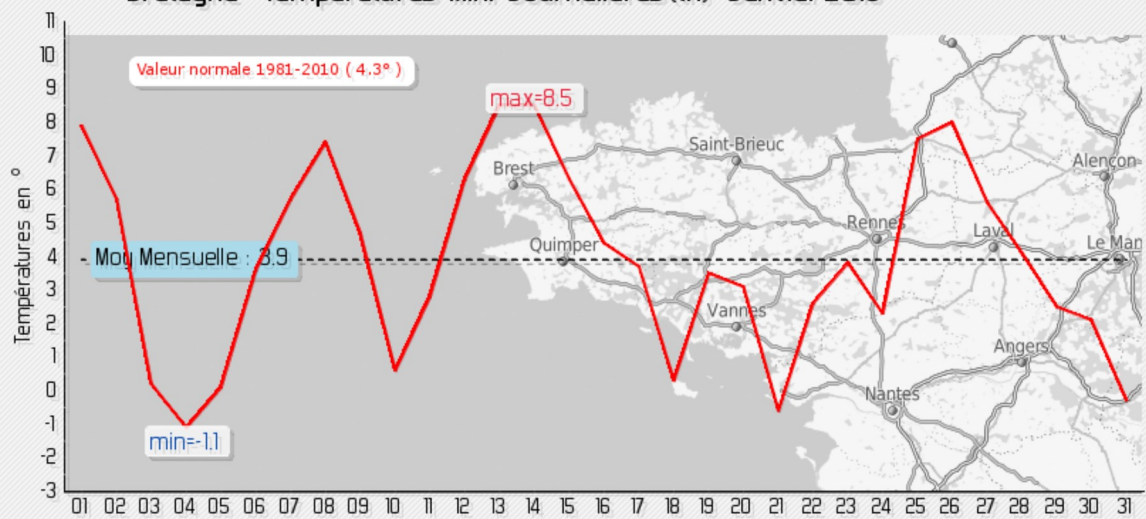 11
10
Valeur normale 1981-2010 ( 4.3° )
9
max=8.5
8
Saint-Brieuc
7
Alençon
Brest
6
5
Rennes
Laval
Quimper
Le Man
4
Moy Mensuelle : 3.9
Températures en °
3
Vannes
2
Angers
1
0
Nantes
-1
min=-1.1
-2
-3
01 02 03 04 05 06 07 08 09 10 11 12 13 14 15 16 17 18 19 20 21 22 23 24 25 26 27 28 29 30 31